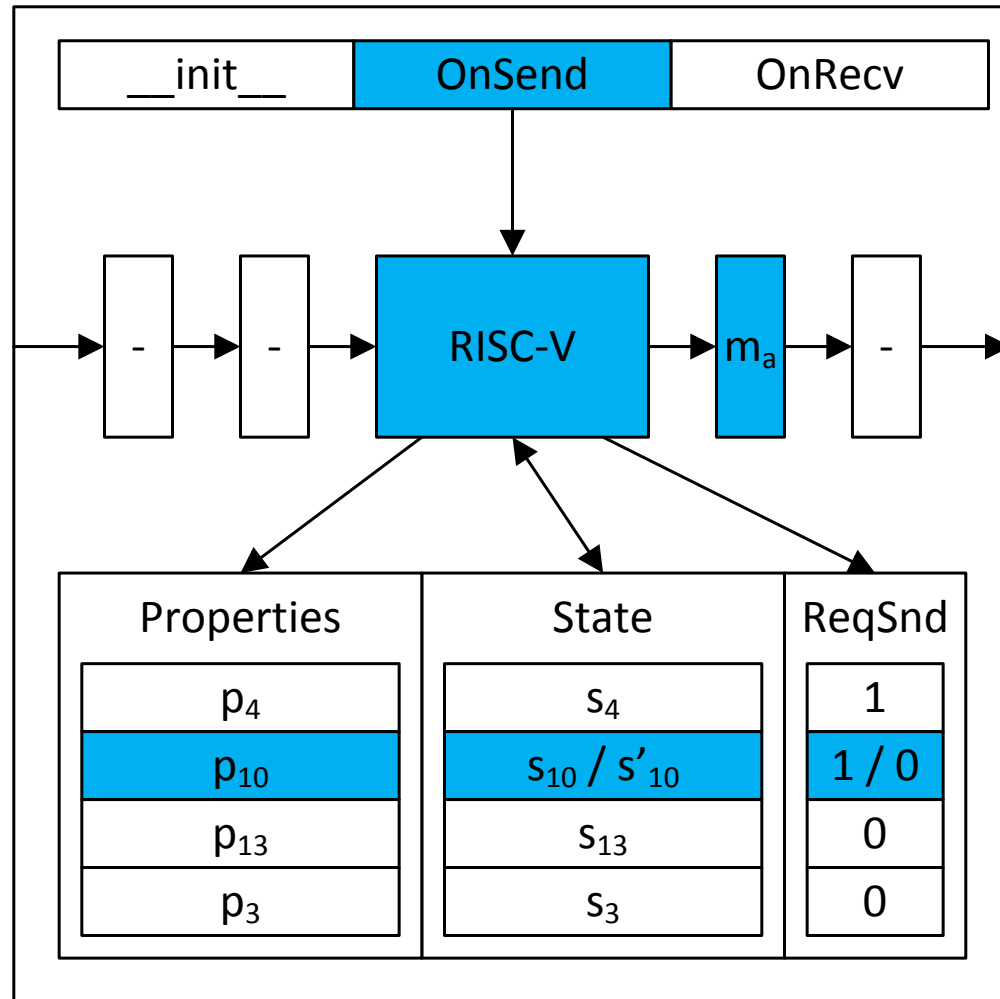 __init__ OnSend OnRecv
- - RISC-V mₐ -
Properties State ReqSnd
p₄ s₄ 1
p₁₀ s₁₀ / s’₁₀ 1 / 0
p₁₃ s₁₃ 0
p₃ s₃ 0